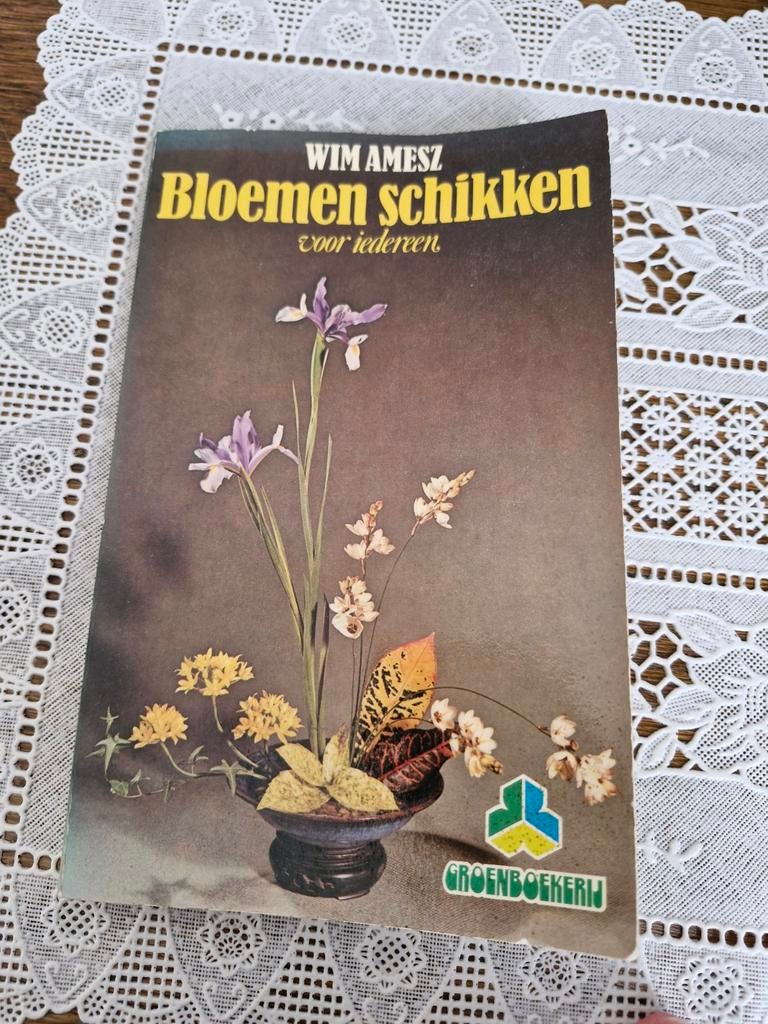 WIM AMESZ
Bloemen schikken
voor iedereen
GROENBOEKERIJ